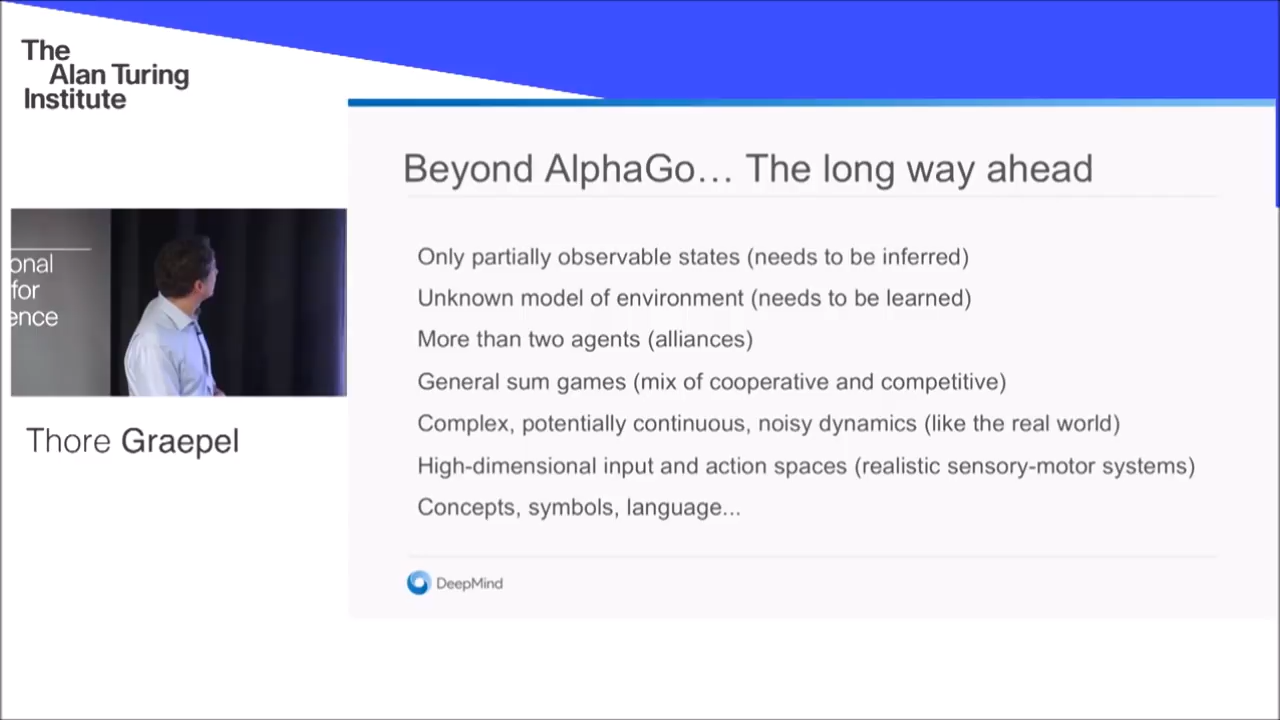 The
Alan Turing
Institute
Beyond AlphaGo… The long way ahead
Only partially observable states (needs to be inferred)
Unknown model of environment (needs to be learned)
More than two agents (alliances)
General sum games (mix of cooperative and competitive)
Complex, potentially continuous, noisy dynamics (like the real world)
High-dimensional input and action spaces (realistic sensory-motor systems)
Concepts, symbols, language...
DeepMind
onal
for
ence
Thore Graepel